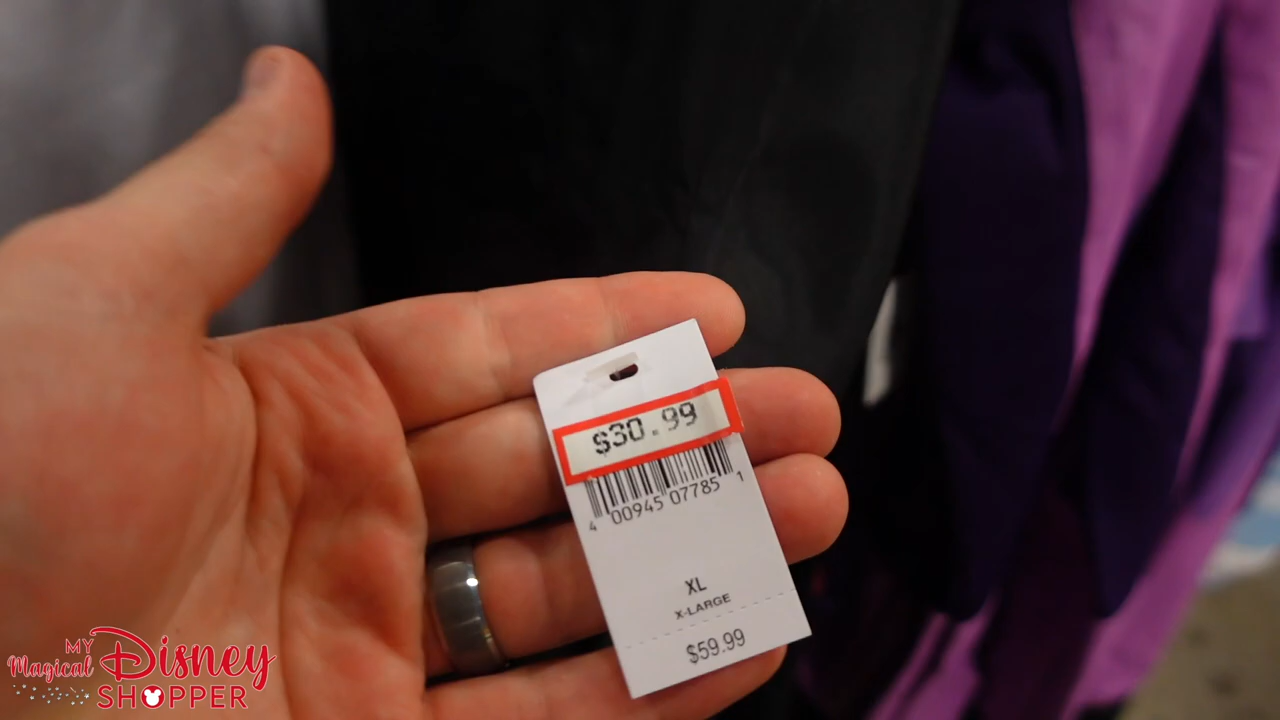 $30.99
4 00945 07785 1
XL
X-LARGE
$59.99
MY
Magical Disney
SHOPPER